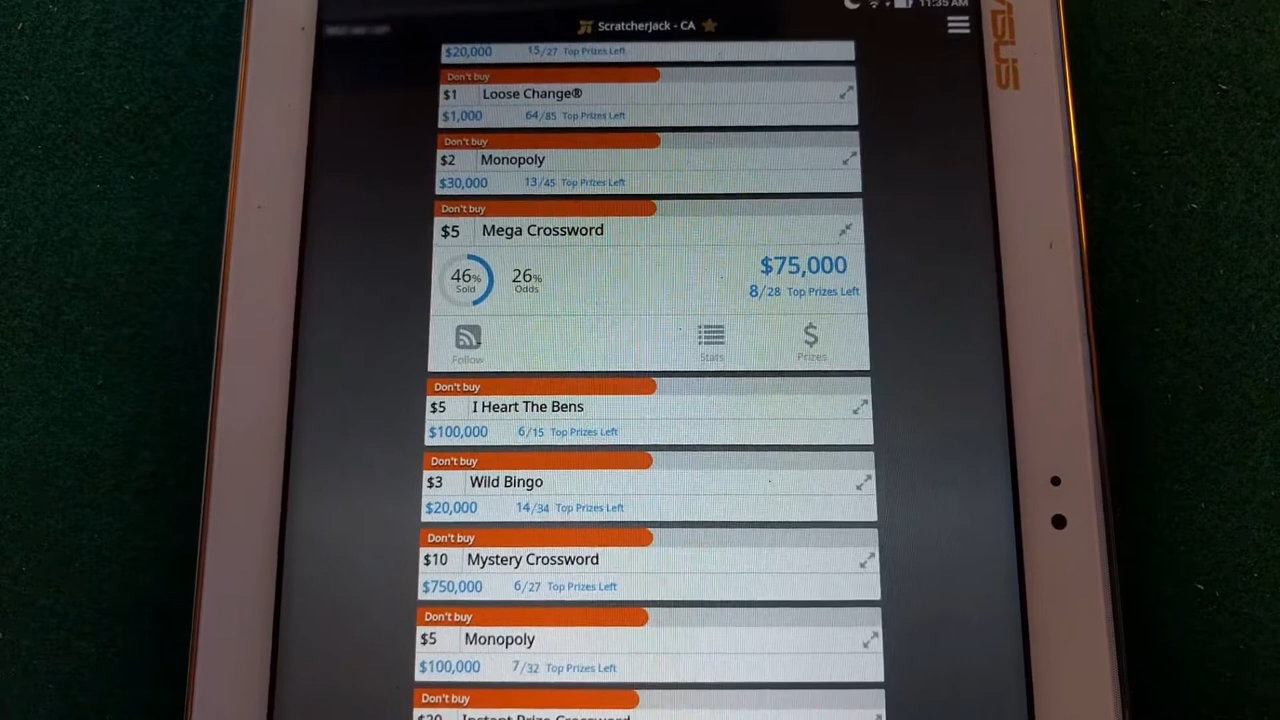 11:35 AM
ScratcherJack - CA
ASUS
$20,000 15/27 Top Prizes Left
Don't buy
$1 Loose Change®
$1,000 64/85 Top Prizes Left
Don't buy
$2 Monopoly
$30,000 13/45 Top Prizes Left
Don't buy
$5 Mega Crossword
46% Sold 26% Odds $75,000
8/28 Top Prizes Left
Follow Stats $ Prizes
Don't buy
$5 I Heart The Bens
$100,000 6/15 Top Prizes Left
Don't buy
$3 Wild Bingo
$20,000 14/34 Top Prizes Left
Don't buy
$10 Mystery Crossword
$750,000 6/27 Top Prizes Left
Don't buy
$5 Monopoly
$100,000 7/32 Top Prizes Left
Don't buy
$20 Instant Prize Crossword